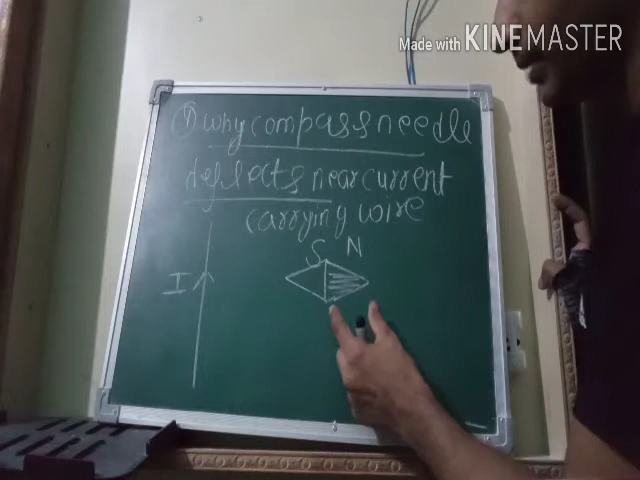 Made with KINEMASTER
1) why compass needle
deflects near current
carrying wire
S N
I